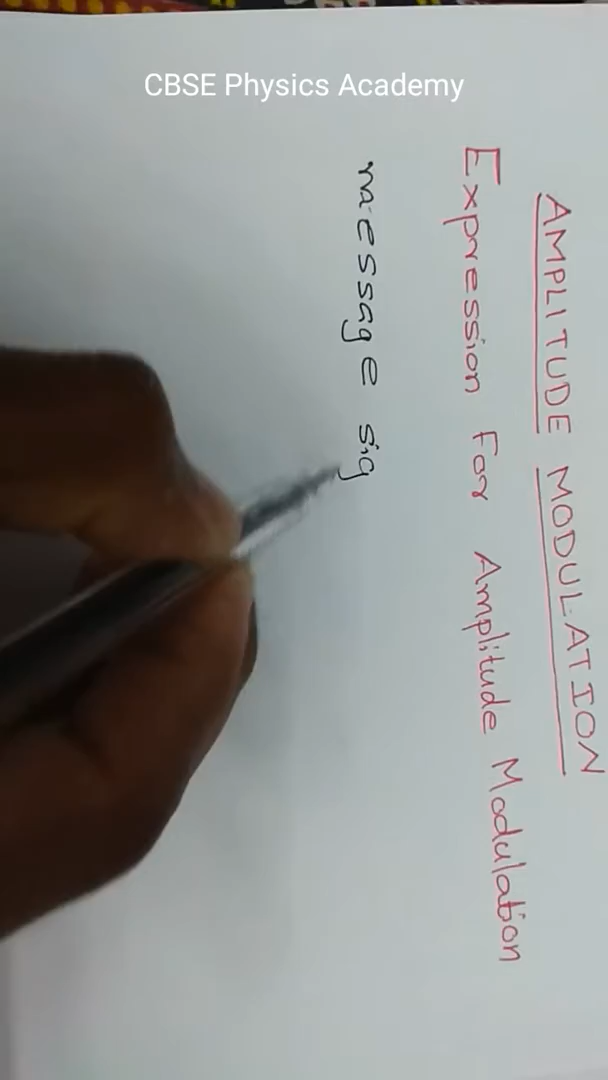 CBSE Physics Academy
AMPLITUDE MODULATION
Expression For Amplitude Modulation
message sig